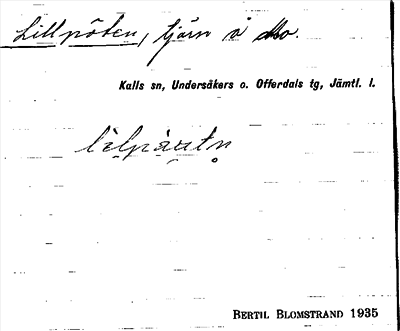 Lillpöten, tjärn å Mo.
Kalls sn, Undersåkers o. Offerdals tg, Jämtl. l.
BERTIL BLOMSTRAND 1935